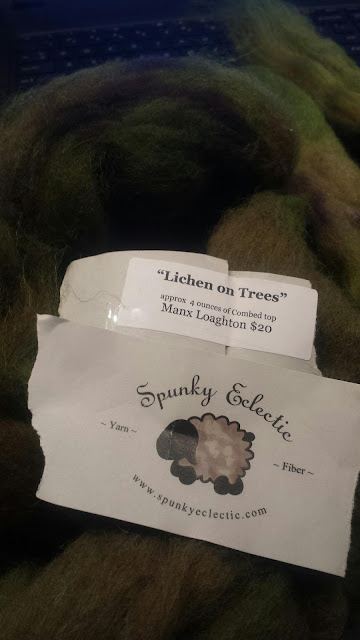 “Lichen on Trees”
approx 4 ounces of Combed top
Manx Loaghton $20
Spunky Eclectic
~ Yarn ~
~ Fiber ~
www.spunkyeclectic.com